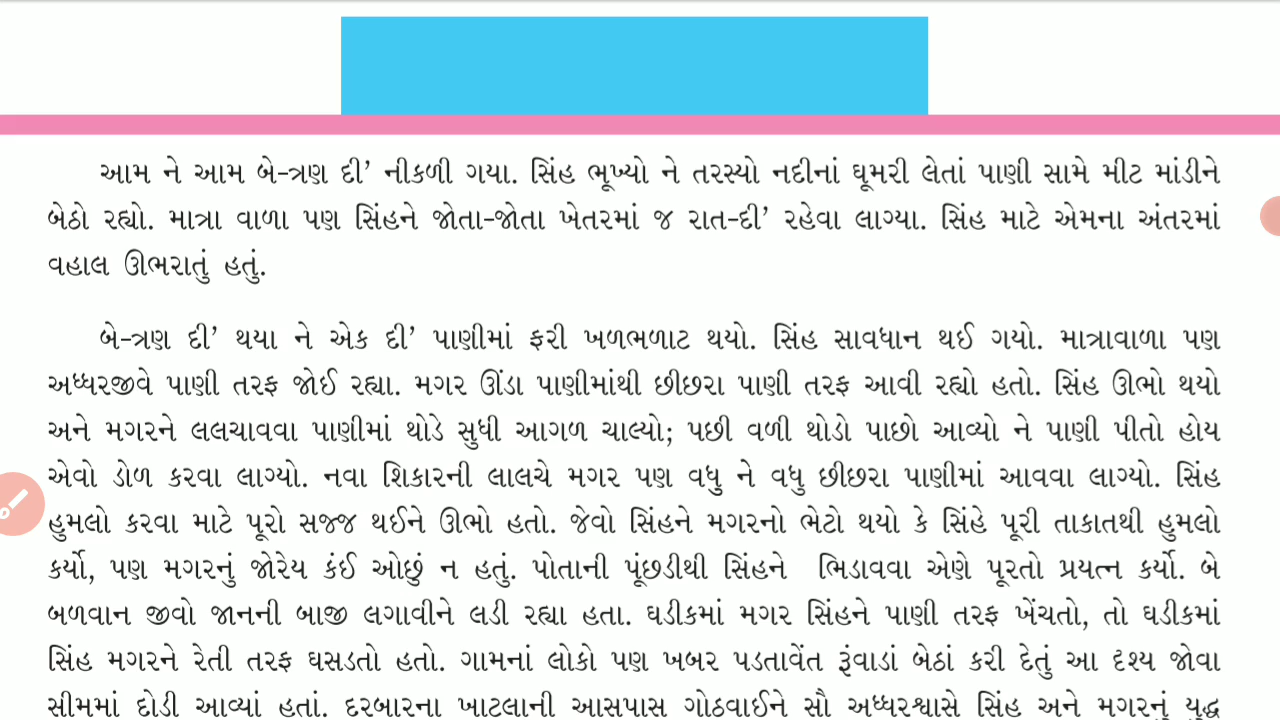 આમ ને આમ બે-ત્રણ દી’ નીકળી ગયા. સિંહ ભૂખ્યો ને તરસ્યો નદીનાં ઘૂમરી લેતાં પાણી સામે મીટ માંડીને
બેઠો રહ્યો. માત્રા વાળા પણ સિંહને જોતા-જોતા ખેતરમાં જ રાત-દી’ રહેવા લાગ્યા. સિંહ માટે એમના અંતરમાં
વહાલ ઊભરાતું હતું.
બે-ત્રણ દી’ થયા ને એક દી’ પાણીમાં ફરી ખળભળાટ થયો. સિંહ સાવધાન થઈ ગયો. માત્રાવાળા પણ
અધ્ધરજીવે પાણી તરફ જોઈ રહ્યા. મગર ઊંડા પાણીમાંથી છીછરા પાણી તરફ આવી રહ્યો હતો. સિંહ ઊભો થયો
અને મગરને લલચાવવા પાણીમાં થોડે સુધી આગળ ચાલ્યો; પછી વળી થોડો પાછો આવ્યો ને પાણી પીતો હોય
એવો ડોળ કરવા લાગ્યો. નવા શિકારની લાલચે મગર પણ વધુ ને વધુ છીછરા પાણીમાં આવવા લાગ્યો. સિંહ
હુમલો કરવા માટે પૂરો સજ્જ થઈને ઊભો હતો. જેવો સિંહને મગરનો ભેટો થયો કે સિંહે પૂરી તાકાતથી હુમલો
કર્યો, પણ મગરનું જોરેય કંઈ ઓછું ન હતું. પોતાની પૂંછડીથી સિંહને ભિડાવવા એણે પૂરતો પ્રયત્ન કર્યો. બે
બળવાન જીવો જાનની બાજી લગાવીને લડી રહ્યા હતા. ઘડીકમાં મગર સિંહને પાણી તરફ ખેંચતો, તો ઘડીકમાં
સિંહ મગરને રેતી તરફ ઘસડતો હતો. ગામનાં લોકો પણ ખબર પડતાવેંત રૂંવાડાં બેઠાં કરી દેતું આ દૃશ્ય જોવા
સીમમાં દોડી આવ્યાં હતાં. દરબારના ખાટલાની આસપાસ ગોઠવાઈને સૌ અધ્ધરશ્વાસે સિંહ અને મગરનું યુદ્ધ